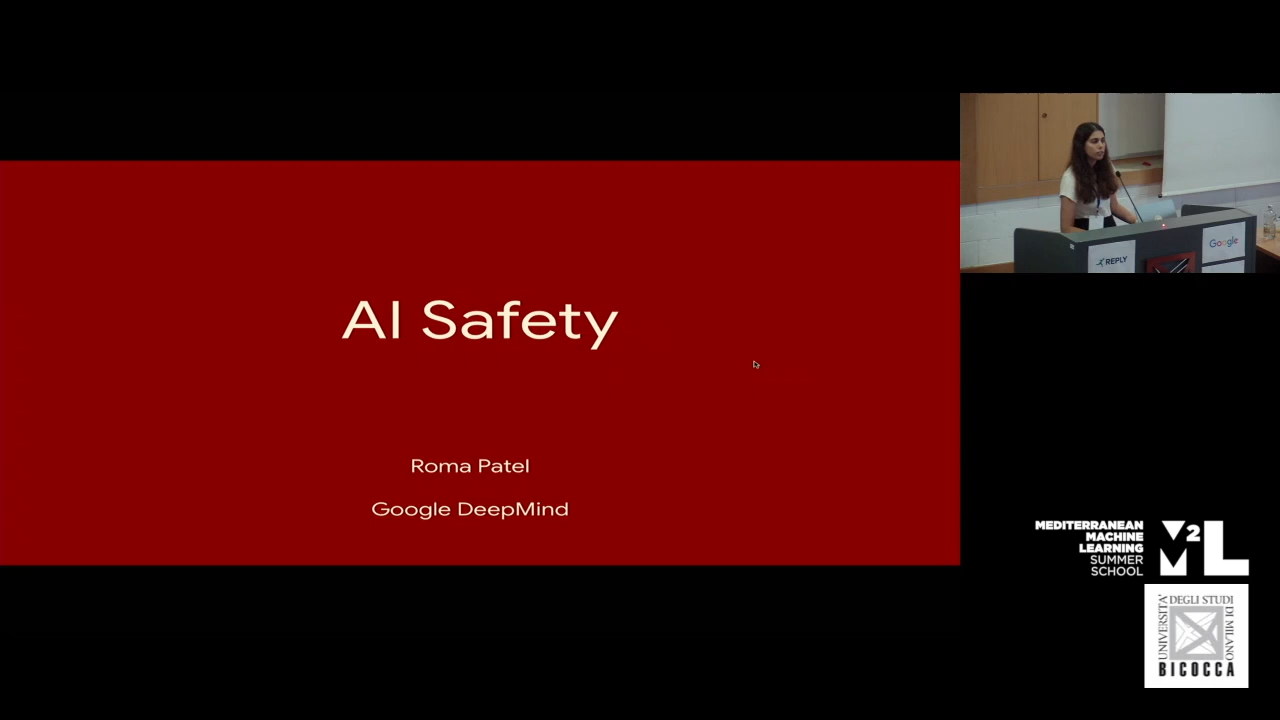 AI Safety
Roma Patel
Google DeepMind
REPLY
Google
MEDITERRANEAN
MACHINE
LEARNING
SUMMER
SCHOOL
M2L
UNIVERSITA'
DEGLI STUDI
DI MILANO
BICOCCA